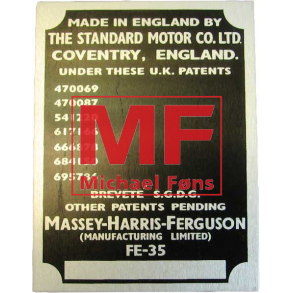 MADE IN ENGLAND BY
THE STANDARD MOTOR CO. LTD.
COVENTRY, ENGLAND.
UNDER THESE U.K. PATENTS
470069
470087
MF
Michael Føns
BREVETE S.G.D.G.
OTHER PATENTS PENDING
MASSEY-HARRIS-FERGUSON
(MANUFACTURING LIMITED)
FE-35